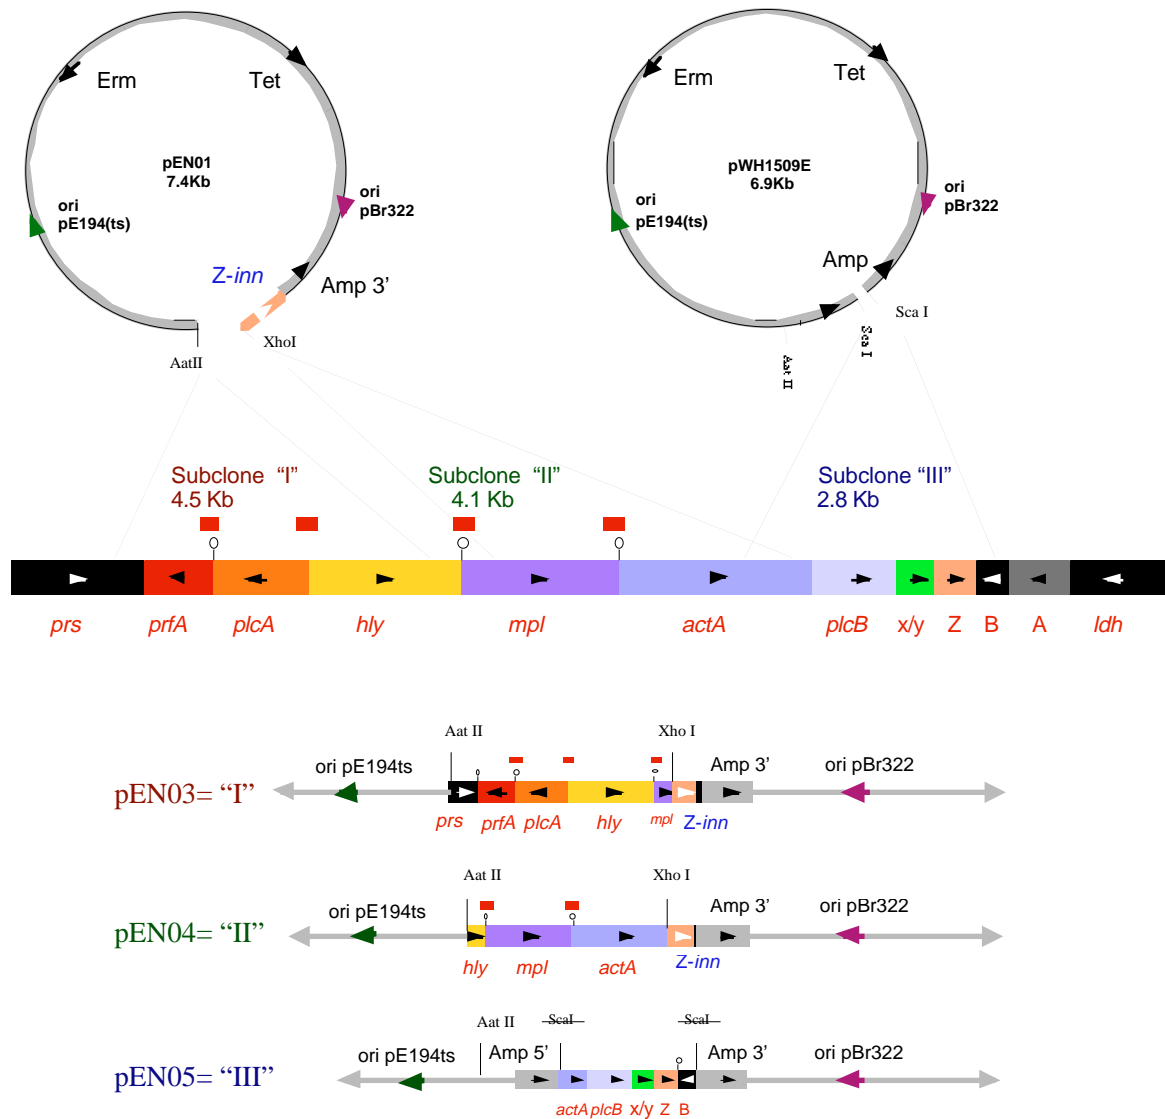 Erm
Tet
pEN01
7.4Kb
ori
pE194(ts)
ori
pBr322
Z-inn
Amp 3’
XhoI
AatII
Erm
Tet
pWH1509E
6.9Kb
ori
pE194(ts)
ori
pBr322
Amp
Sca I
Sca I
Aat II
Subclone “I”
4.5 Kb
Subclone “II”
4.1 Kb
Subclone “III”
2.8 Kb
prs prfA plcA hly mpl actA plcB x/y Z B A ldh
Aat II Xho I
ori pE194ts Amp 3’ ori pBr322
pEN03= “I”
prs prfA plcA hly mpl Z-inn
Aat II Xho I
ori pE194ts Amp 3’ ori pBr322
pEN04= “II”
hly mpl actA Z-inn
Aat II ScaI ScaI
ori pE194ts Amp 5’ Amp 3’ ori pBr322
pEN05= “III”
actA plcB x/y Z B